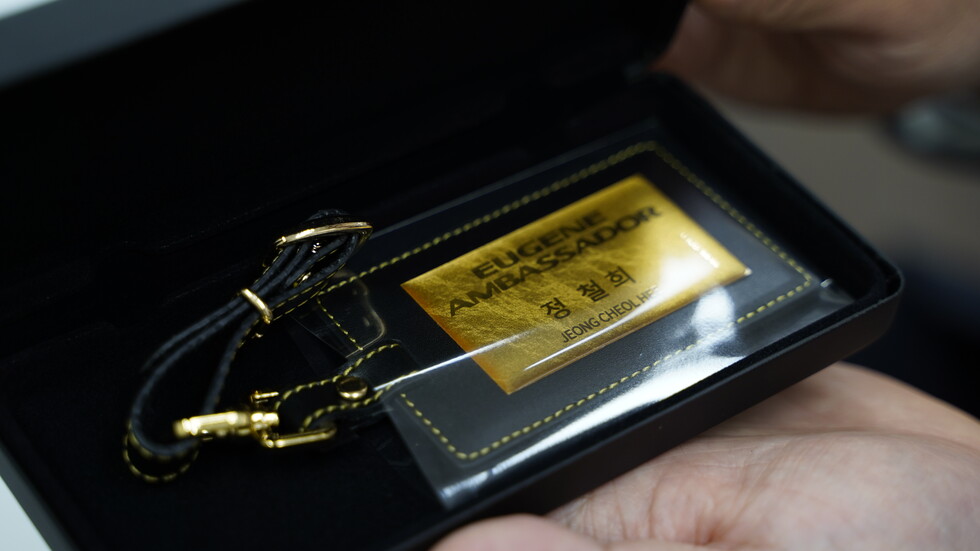 EUGENE
AMBASSADOR
정 철 희
JEONG CHEOL HEE